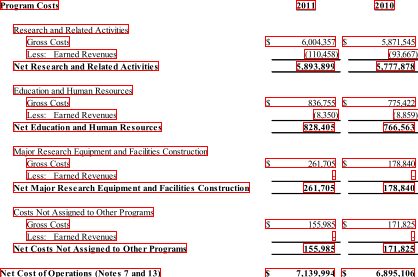 Program Costs 2011 2010
Research and Related Activities
Gross Costs $ 6,004,357 $ 5,871,545
Less: Earned Revenues (110,458) (93,667)
Net Research and Related Activities 5,893,899 5,777,878
Education and Human Resources
Gross Costs $ 836,755 $ 775,422
Less: Earned Revenues (8,350) (8,859)
Net Education and Human Resources 828,405 766,563
Major Research Equipment and Facilities Construction
Gross Costs $ 261,705 $ 178,840
Less: Earned Revenues - -
Net Major Research Equipment and Facilities Construction 261,705 178,840
Costs Not Assigned to Other Programs
Gross Costs $ 155,985 $ 171,825
Less: Earned Revenues - -
Net Costs Not Assigned to Other Programs 155,985 171,825
Net Cost of Operations (Notes 7 and 13) $ 7,139,994 $ 6,895,106